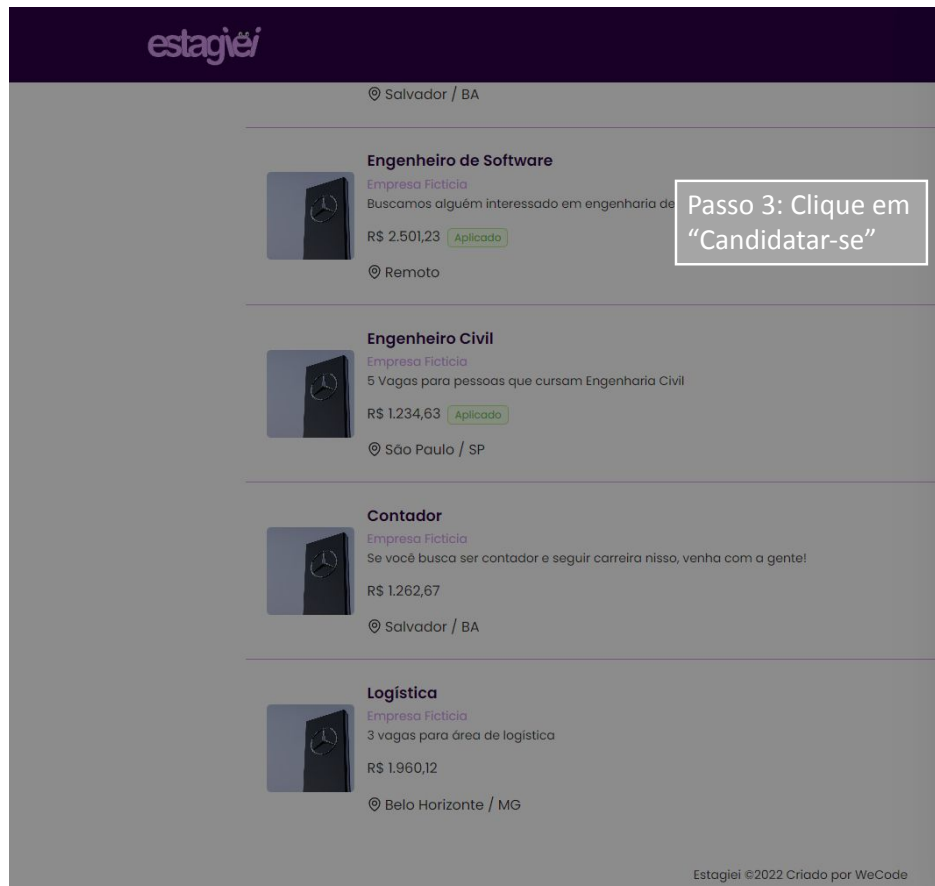 estagiei
Salvador / BA
Engenheiro de Software
Empresa Ficticia
Buscamos alguém interessado em engenharia de
R$ 2.501,23 Aplicado
Remoto
Passo 3: Clique em
“Candidatar-se”
Engenheiro Civil
Empresa Ficticia
5 Vagas para pessoas que cursam Engenharia Civil
R$ 1.234,63 Aplicado
São Paulo / SP
Contador
Empresa Ficticia
Se você busca ser contador e seguir carreira nisso, venha com a gente!
R$ 1.262,67
Salvador / BA
Logística
Empresa Ficticia
3 vagas para área de logistica
R$ 1.960,12
Belo Horizonte / MG
Estagiei ©2022 Criado por WeCode